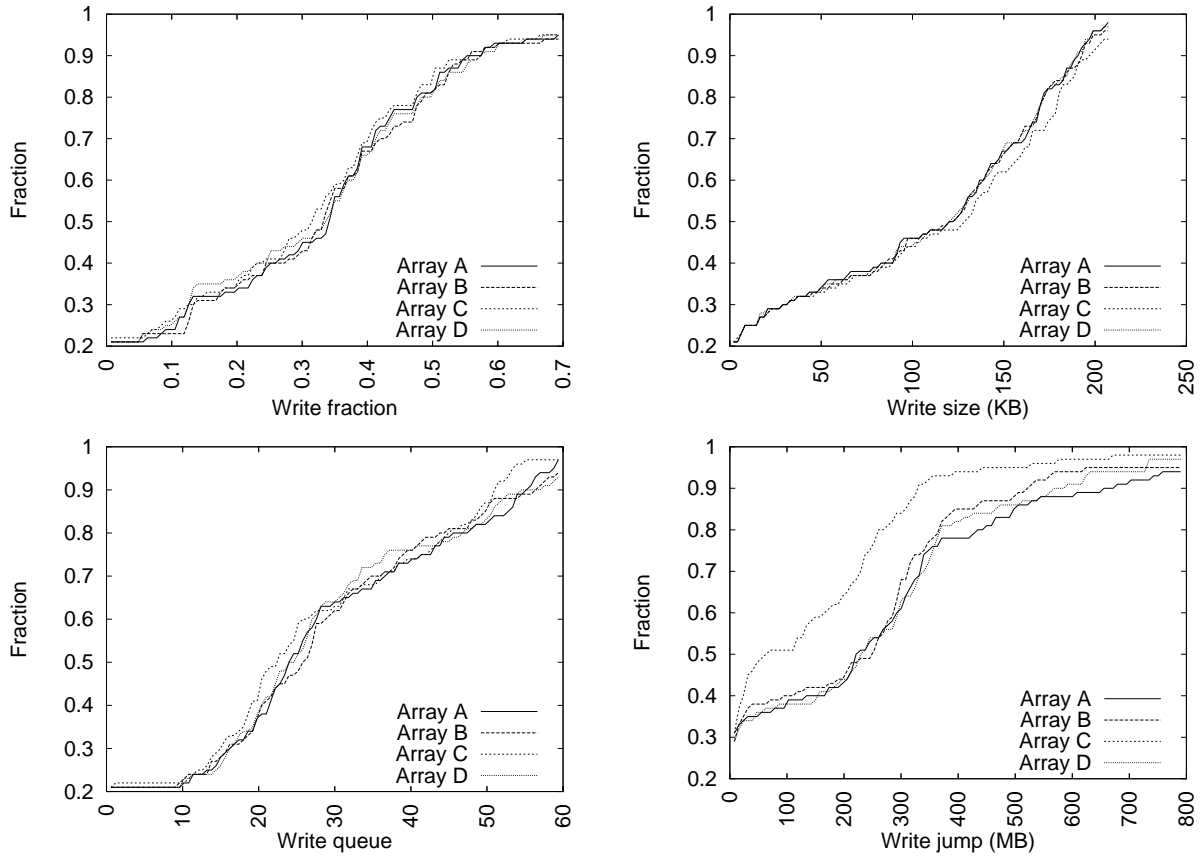 1
0.9
0.8
0.7
0.6
0.5
0.4
0.3
0.2
Fraction
Array A
Array B
Array C
Array D
0
0.1
0.2
0.3
0.4
0.5
0.6
0.7
Write fraction
1
0.9
0.8
0.7
0.6
0.5
0.4
0.3
0.2
Fraction
Array A
Array B
Array C
Array D
0
50
100
150
200
250
Write size (KB)
1
0.9
0.8
0.7
0.6
0.5
0.4
0.3
0.2
Fraction
Array A
Array B
Array C
Array D
0
10
20
30
40
50
60
Write queue
1
0.9
0.8
0.7
0.6
0.5
0.4
0.3
0.2
Fraction
Array A
Array B
Array C
Array D
0
100
200
300
400
500
600
700
800
Write jump (MB)